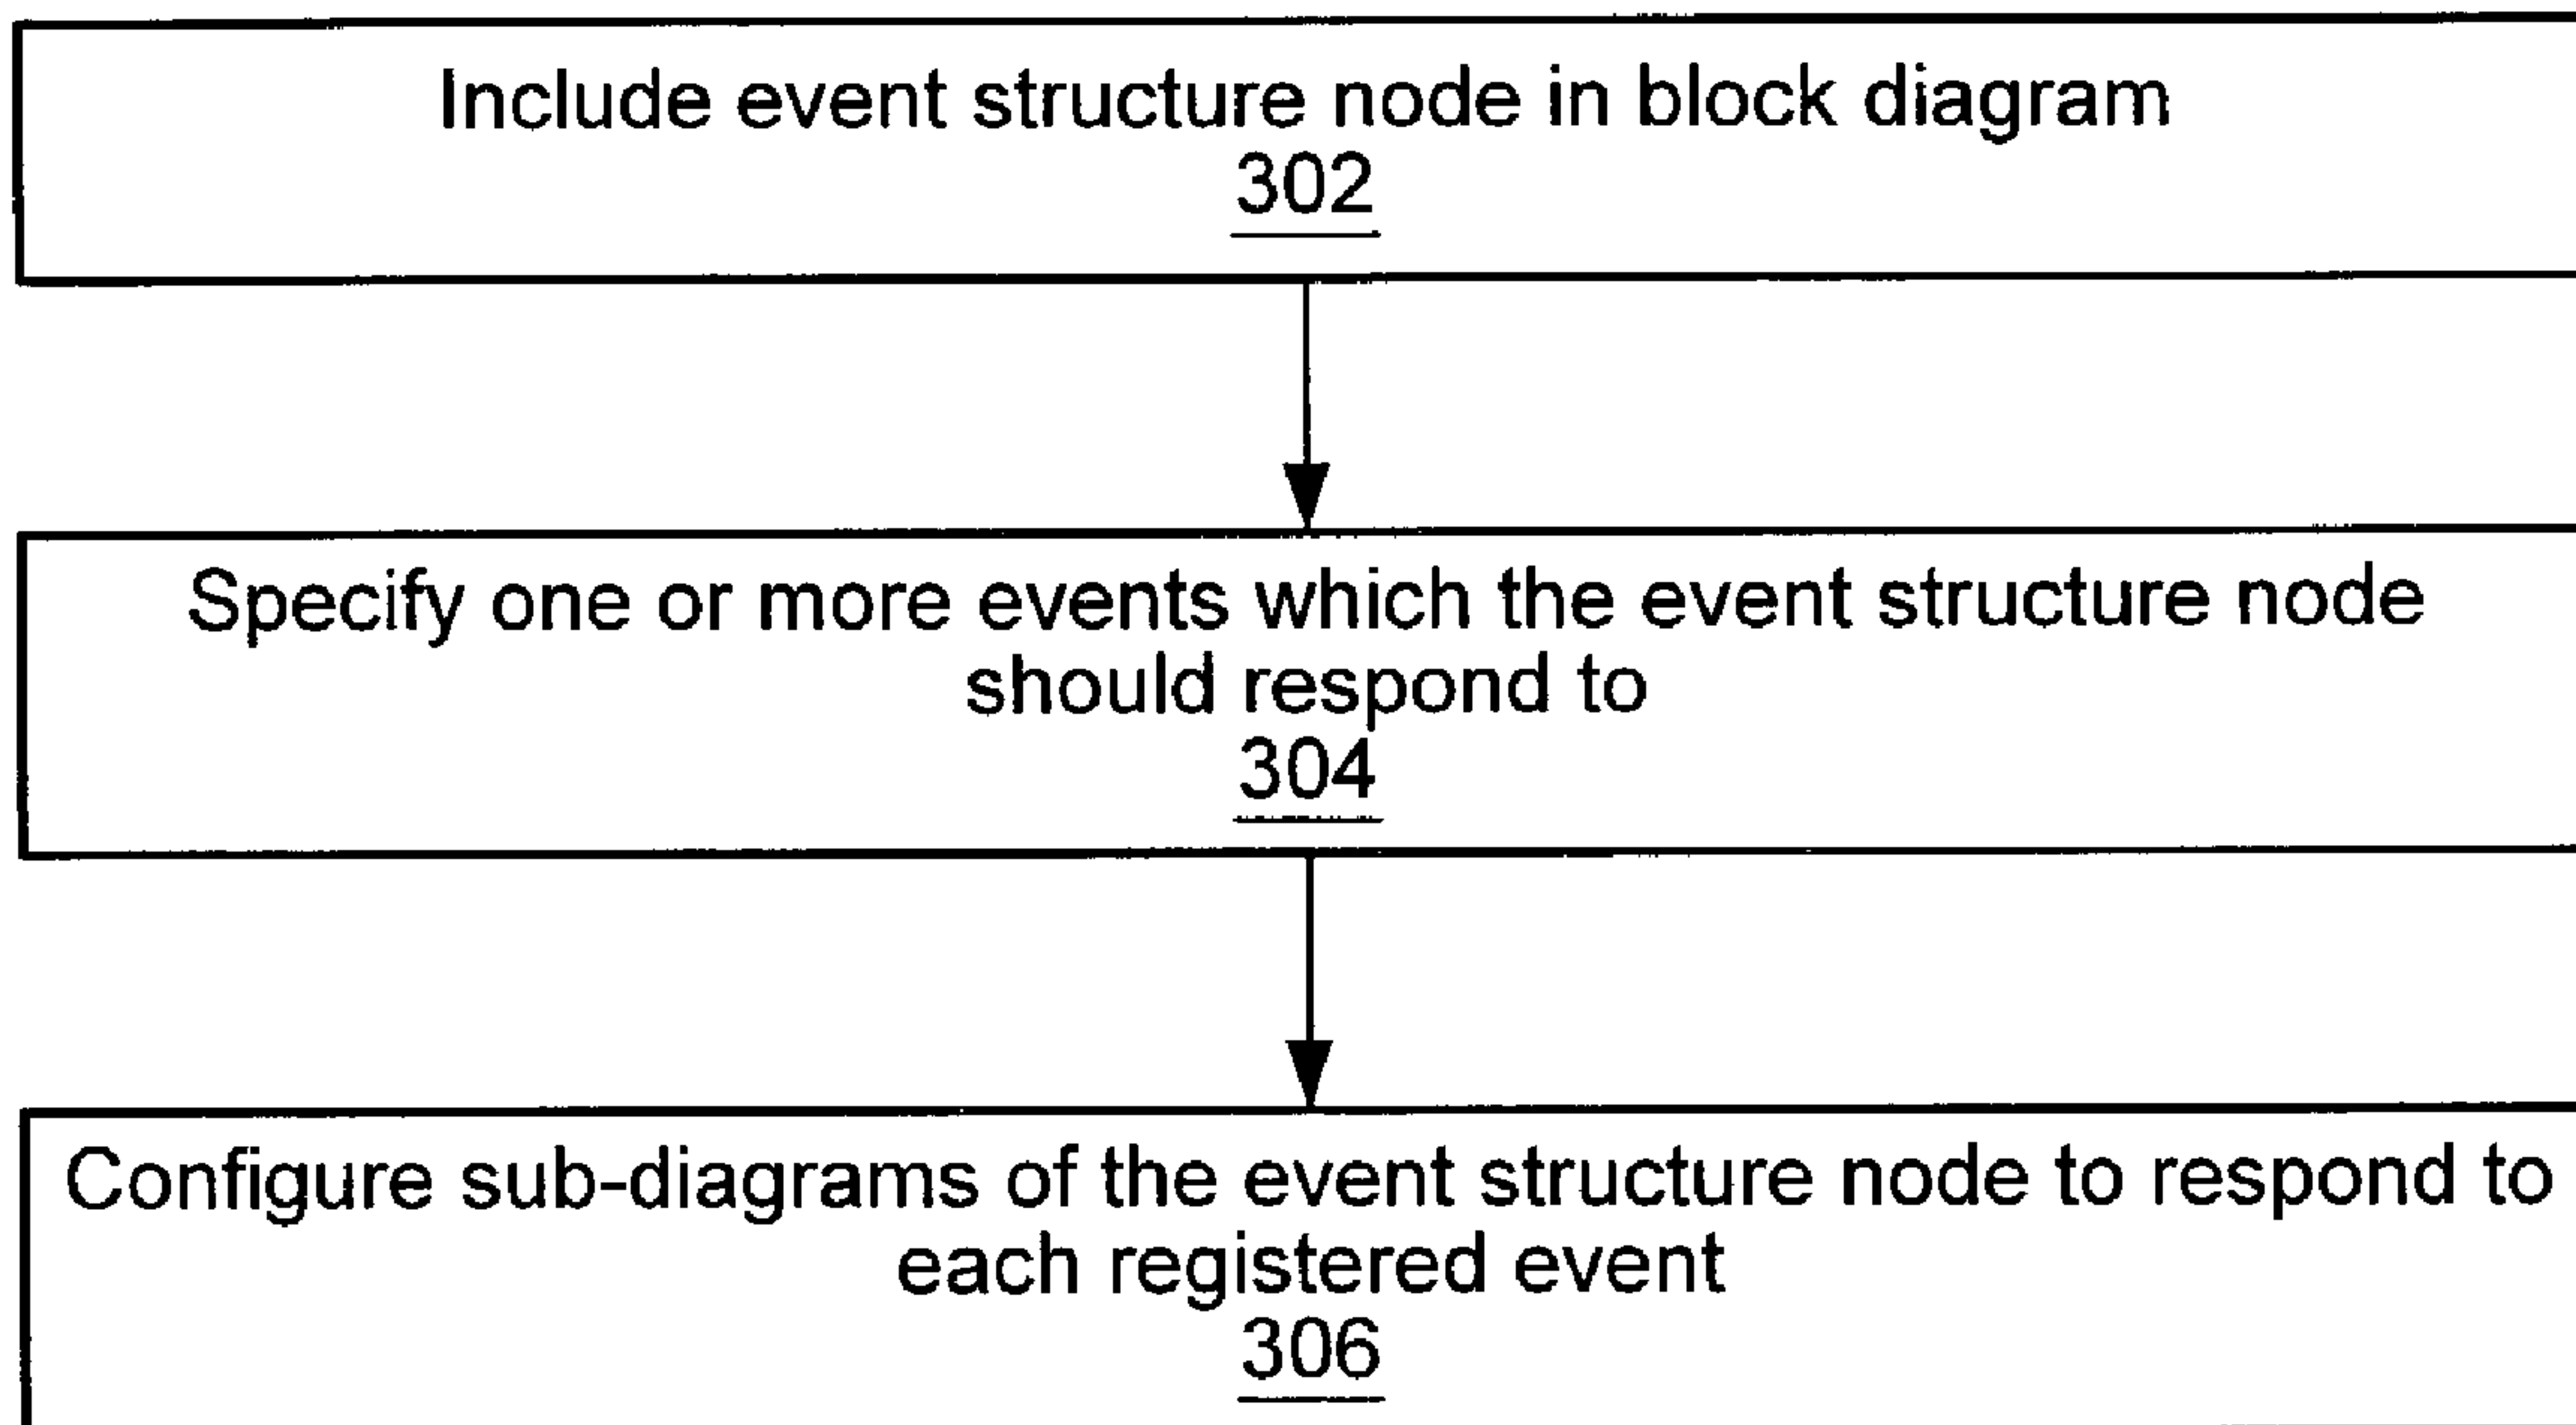 Include event structure node in block diagram
302
Specify one or more events which the event structure node
should respond to
304
Configure sub-diagrams of the event structure node to respond to
each registered event
306